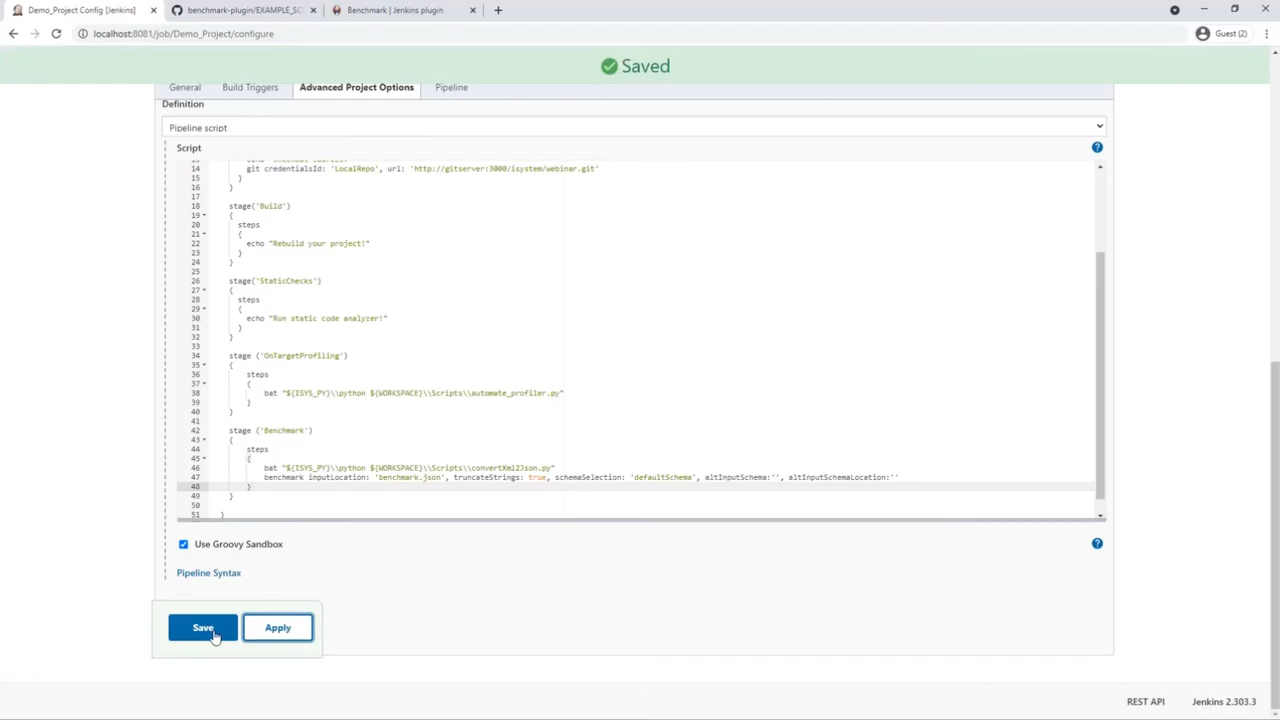 Demo_Project Config [Jenkins]
benchmark-plugin/EXAMPLE_SC
Benchmark | Jenkins plugin
localhost:8081/job/Demo_Project/configure
Guest (2)
Saved
General
Build Triggers
Advanced Project Options
Pipeline
Definition
Pipeline script
Script
14 git credentialsId: 'LocalRepo', url: 'http://gitserver:3000/isystem/webinar.git'
15 }
16 }
17
18 stage('Build')
19 {
20 steps
21 {
22 echo "Rebuild your project!"
23 }
24 }
25
26 stage('StaticChecks')
27 {
28 steps
29 {
30 echo "Run static code analyzer!"
31 }
32 }
33
34 stage ('OnTargetProfiling')
35 {
36 steps
37 {
38 bat "${ISYS_PY}\\python ${WORKSPACE}\\Scripts\\automate_profiler.py"
39 }
40 }
41
42 stage ('Benchmark')
43 {
44 steps
45 {
46 bat "${ISYS_PY}\\python ${WORKSPACE}\\Scripts\\convertXml2Json.py"
47 benchmark inputLocation: 'benchmark.json', truncateStrings: true, schemaSelection: 'defaultSchema', altInputSchema:'', altInputSchemaLocation:''
48 }
49 }
50
51 }
Use Groovy Sandbox
Pipeline Syntax
Save
Apply
REST API
Jenkins 2.303.3